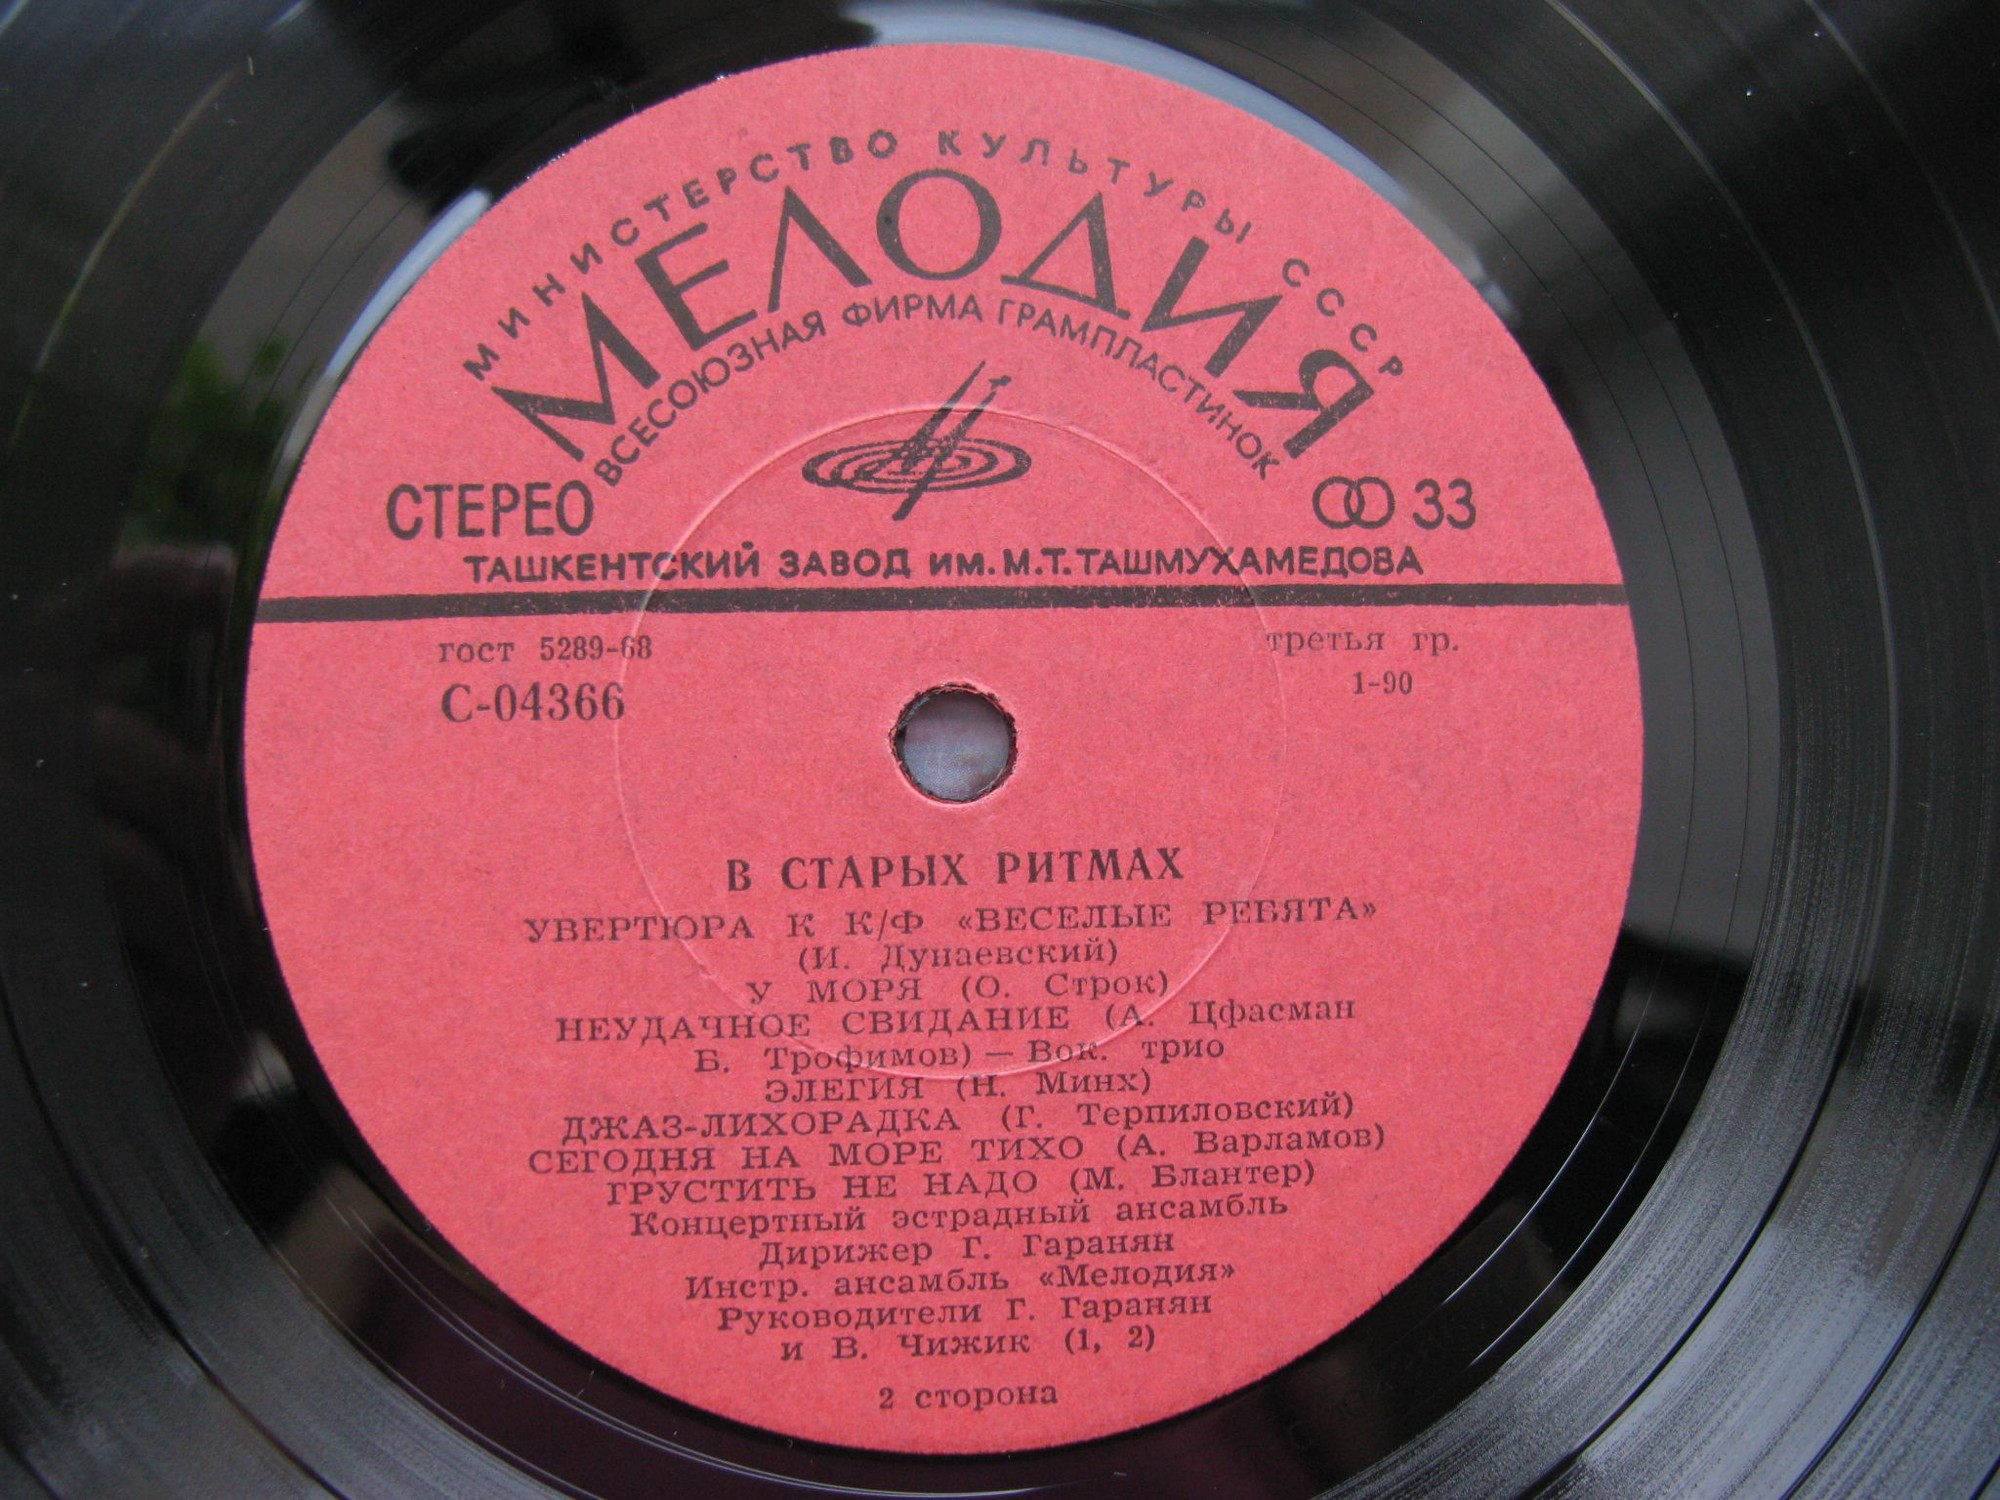 МИНИСТЕРСТВО КУЛЬТУРЫ СССР
МЕЛОДИЯ
ВСЕСОЮЗНАЯ ФИРМА ГРАМПЛАСТИНОК
СТЕРЕО
33
ТАШКЕНТСКИЙ ЗАВОД ИМ. М.Т. ТАШМУХАМЕДОВА
гост 5289-68
третья гр.
С-04366
1-90
В СТАРЫХ РИТМАХ
УВЕРТЮРА К К/Ф «ВЕСЕЛЫЕ РЕБЯТА»
(И. Дунаевский)
У МОРЯ (О. Строк)
НЕУДАЧНОЕ СВИДАНИЕ (А. Цфасман
Б. Трофимов) — Вок. трио
ЭЛЕГИЯ (Н. Минх)
ДЖАЗ-ЛИХОРАДКА (Г. Терпиловский)
СЕГОДНЯ НА МОРЕ ТИХО (А. Варламов)
ГРУСТИТЬ НЕ НАДО (М. Блантер)
Концертный эстрадный ансамбль
Дирижер Г. Гаранян
Инстр. ансамбль «Мелодия»
Руководители Г. Гаранян
и В. Чижик (1, 2)
2 сторона